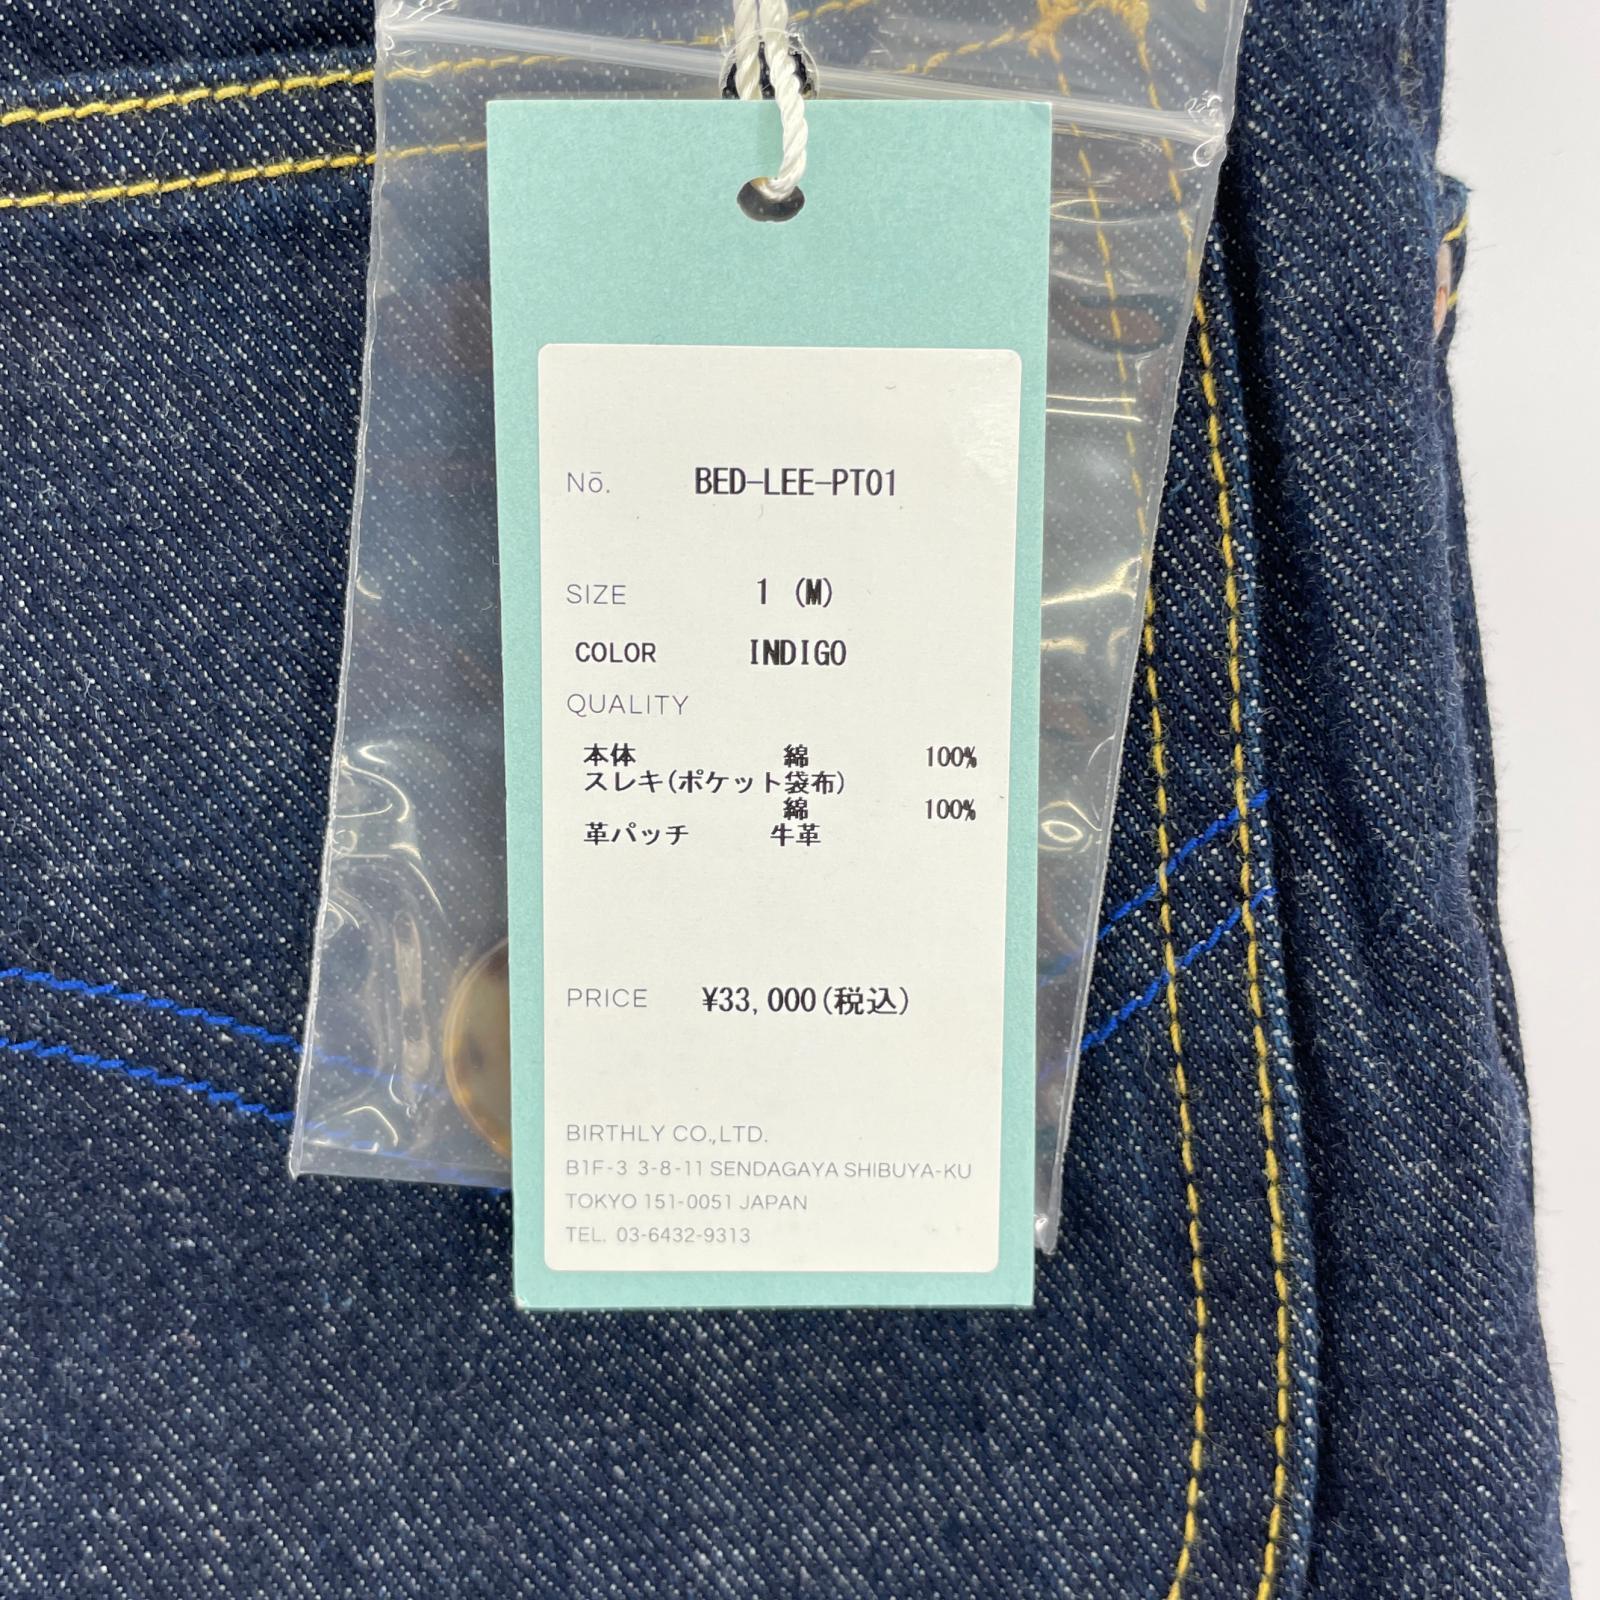 Nō. BED-LEE-PT01
SIZE 1 (M)
COLOR INDIGO
QUALITY
本体 綿 100%
スレキ(ポケット袋布)
綿 100%
革パッチ 牛革
PRICE ¥33,000(税込)
BIRTHLY CO.,LTD.
B1F-3 3-8-11 SENDAGAYA SHIBUYA-KU
TOKYO 151-0051 JAPAN
TEL. 03-6432-9313